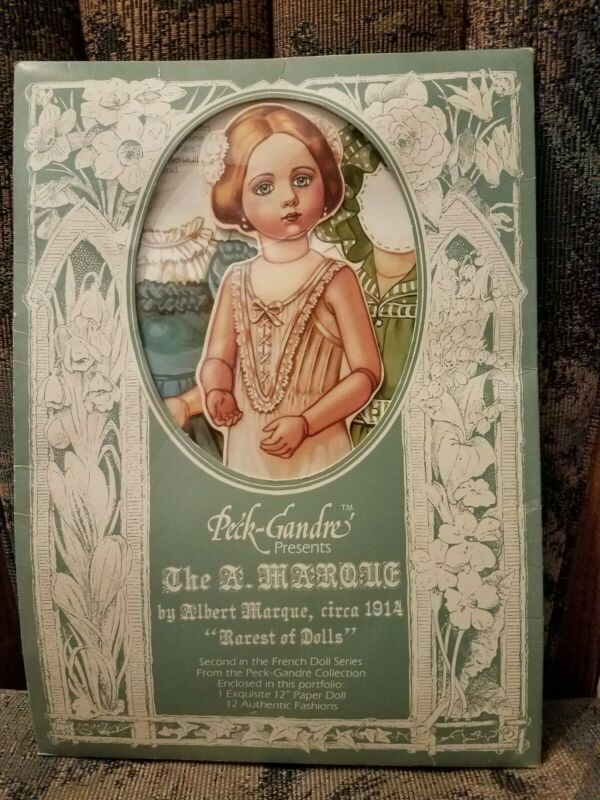 Peck-Gandré™
Presents
The A. MARQUE
by Albert Marque, circa 1914
"Rarest of Dolls"
Second in the French Doll Series
From the Peck-Gandré Collection
Enclosed in this portfolio:
1 Exquisite 12" Paper Doll
12 Authentic Fashions